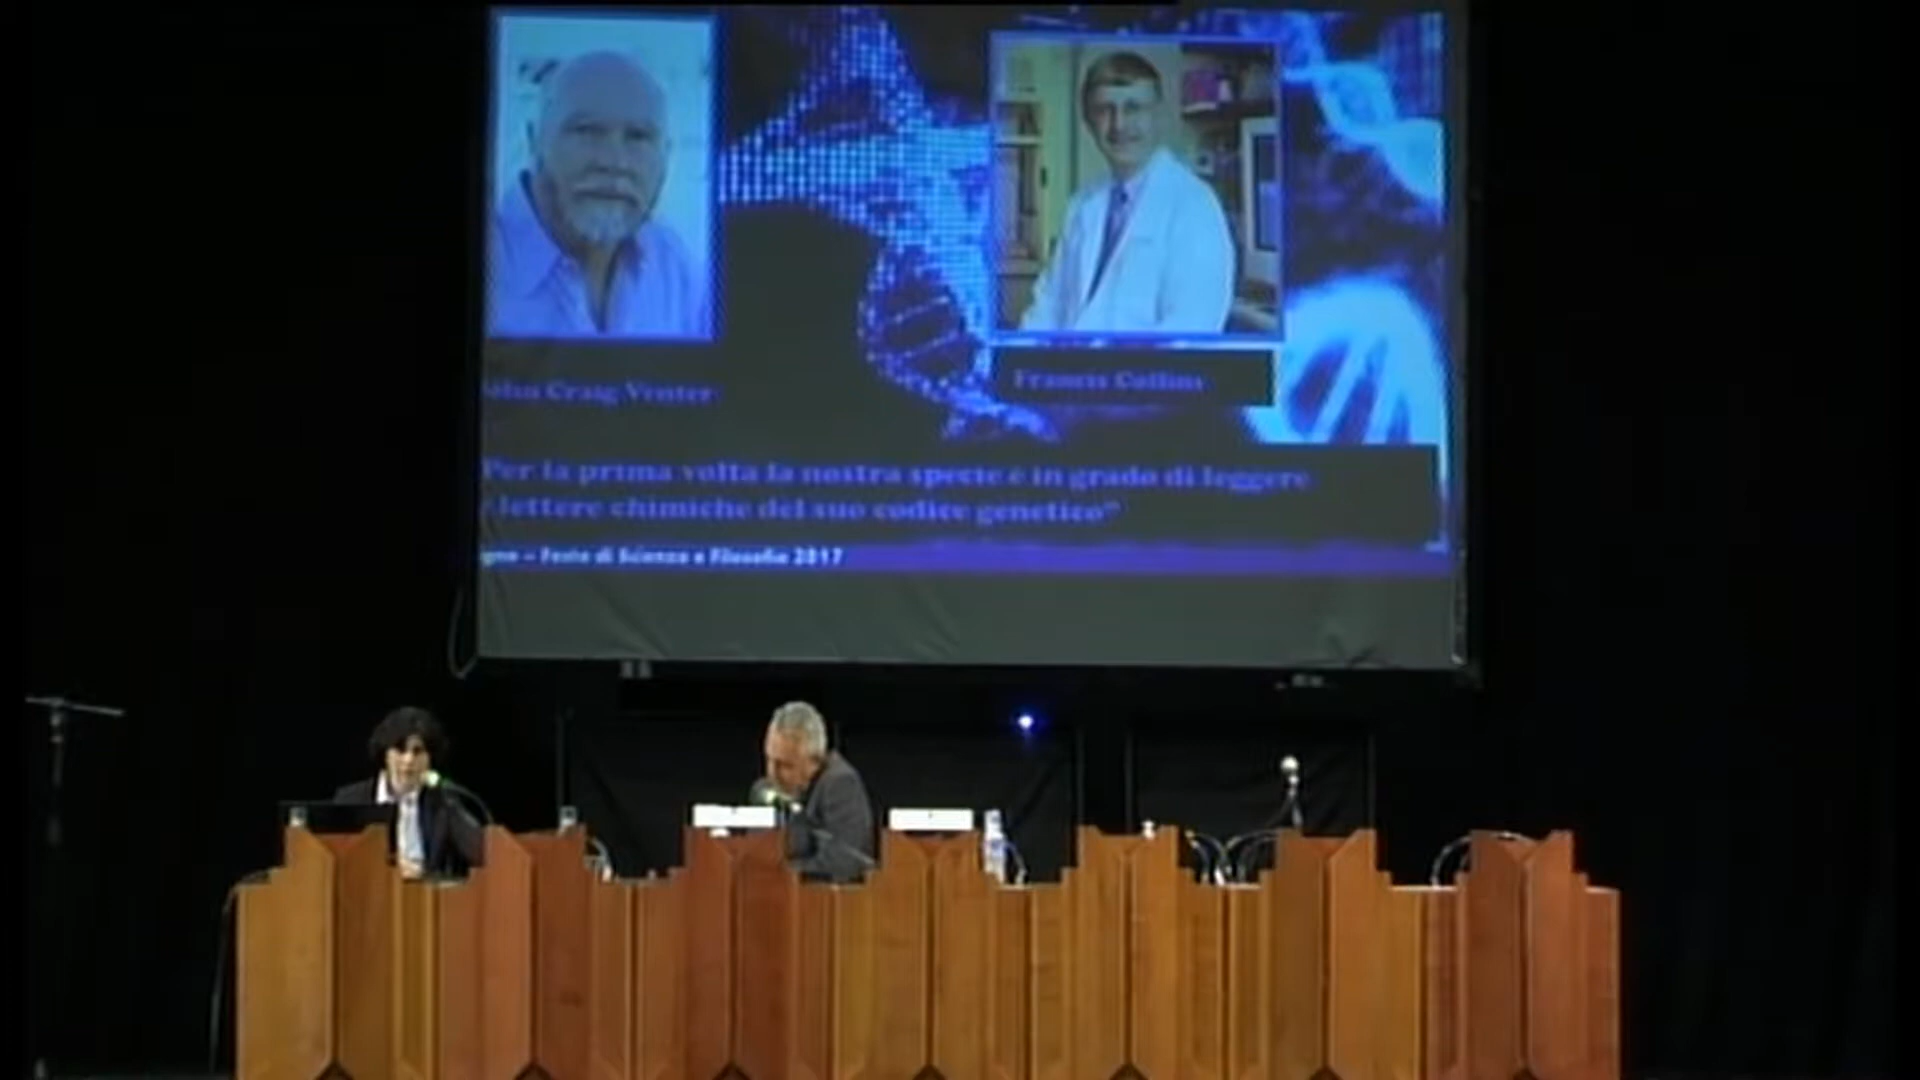 John Craig Venter
Francis Collins
Per la prima volta la nostra specie è in grado di leggere
lettere chimiche del suo codice genetico"
gno – Festa di Scienza e Filosofia 2017